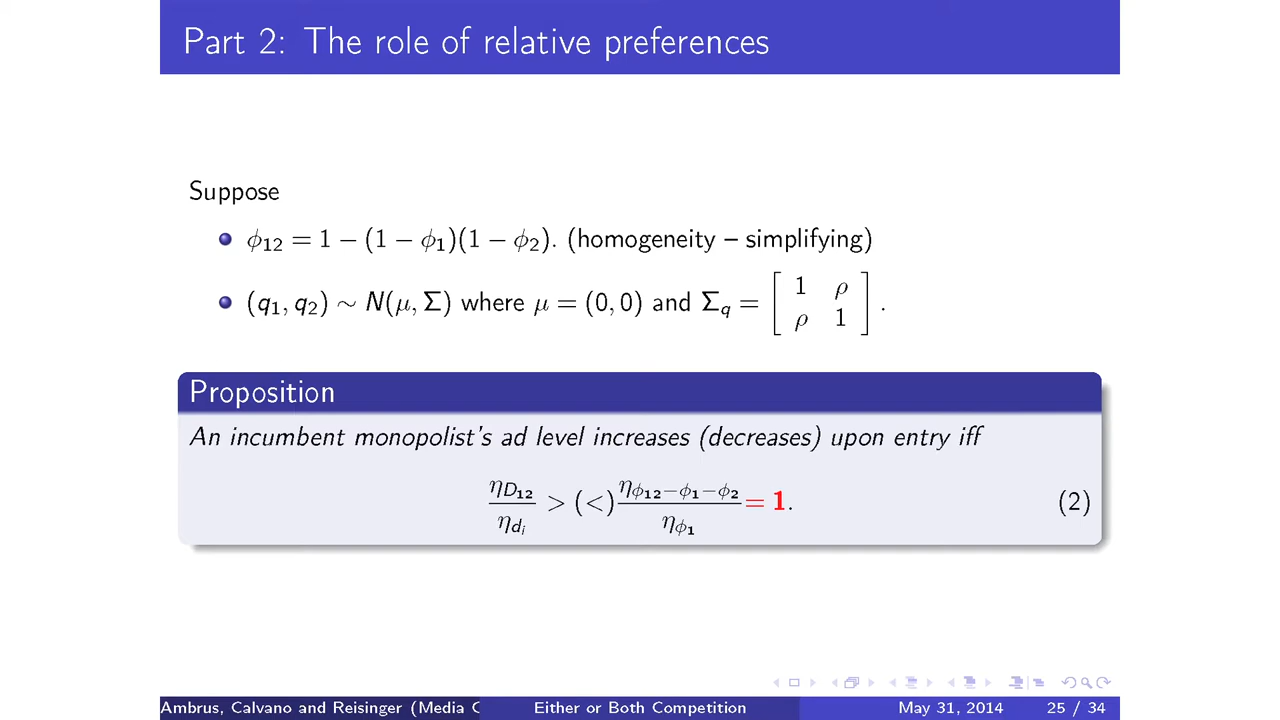 Part 2: The role of relative preferences
Suppose
ϕ₁₂ = 1 − (1 − ϕ₁)(1 − ϕ₂). (homogeneity – simplifying)
(q₁, q₂) ∼ N(μ, Σ) where μ = (0, 0) and Σ_q = [ 1 ρ ; ρ 1 ] .
Proposition
An incumbent monopolist's ad level increases (decreases) upon entry iff
η_{D₁₂} / η_{d_i} > (<) η_{ϕ₁₂−ϕ₁−ϕ₂} / η_{ϕ₁} = 1. (2)
Ambrus, Calvano and Reisinger (Media C Either or Both Competition May 31, 2014 25 / 34